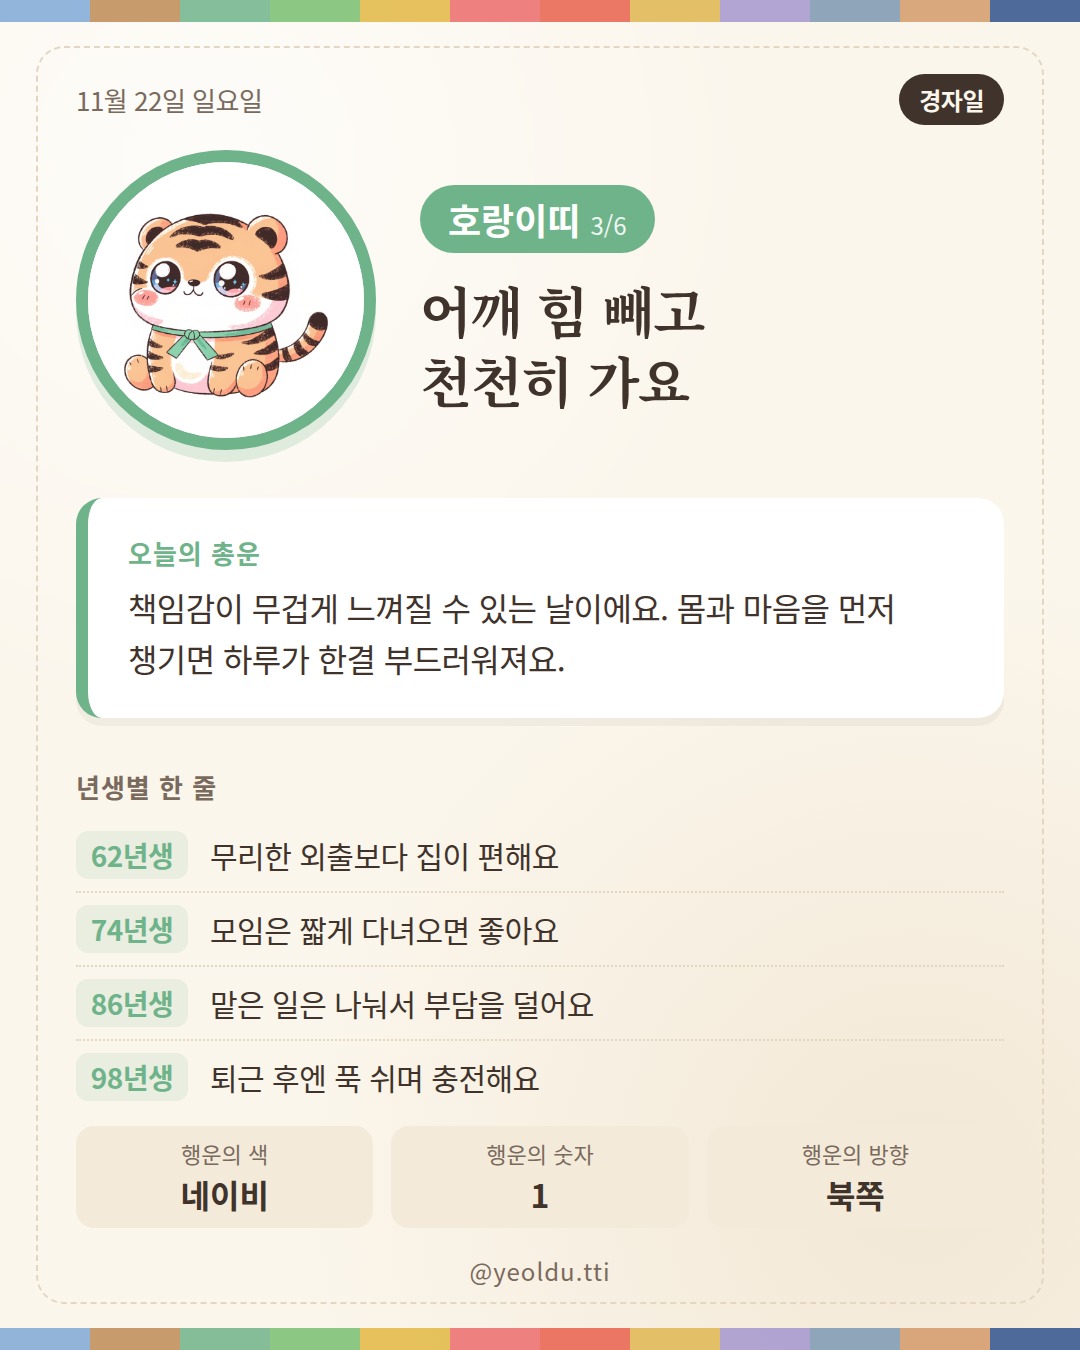 11월 22일 일요일
경자일
호랑이띠 3/6
어깨 힘 빼고
천천히 가요
오늘의 총운
책임감이 무겁게 느껴질 수 있는 날이에요. 몸과 마음을 먼저
챙기면 하루가 한결 부드러워져요.
년생별 한 줄
62년생 무리한 외출보다 집이 편해요
74년생 모임은 짧게 다녀오면 좋아요
86년생 맡은 일은 나눠서 부담을 덜어요
98년생 퇴근 후엔 푹 쉬며 충전해요
행운의 색
네이비
행운의 숫자
1
행운의 방향
북쪽
@yeoldu.tti